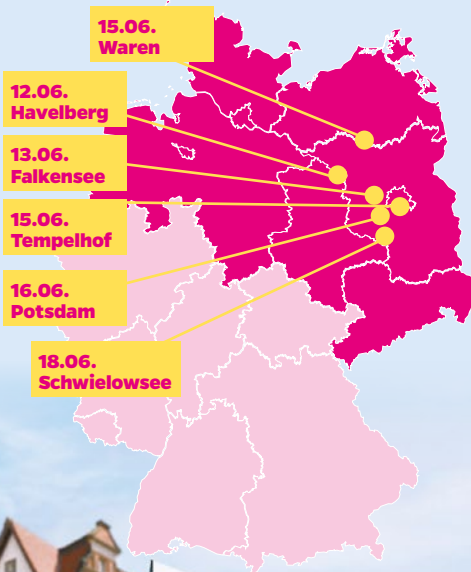 15.06.
Waren
12.06.
Havelberg
13.06.
Falkensee
15.06.
Tempelhof
16.06.
Potsdam
18.06.
Schwielowsee